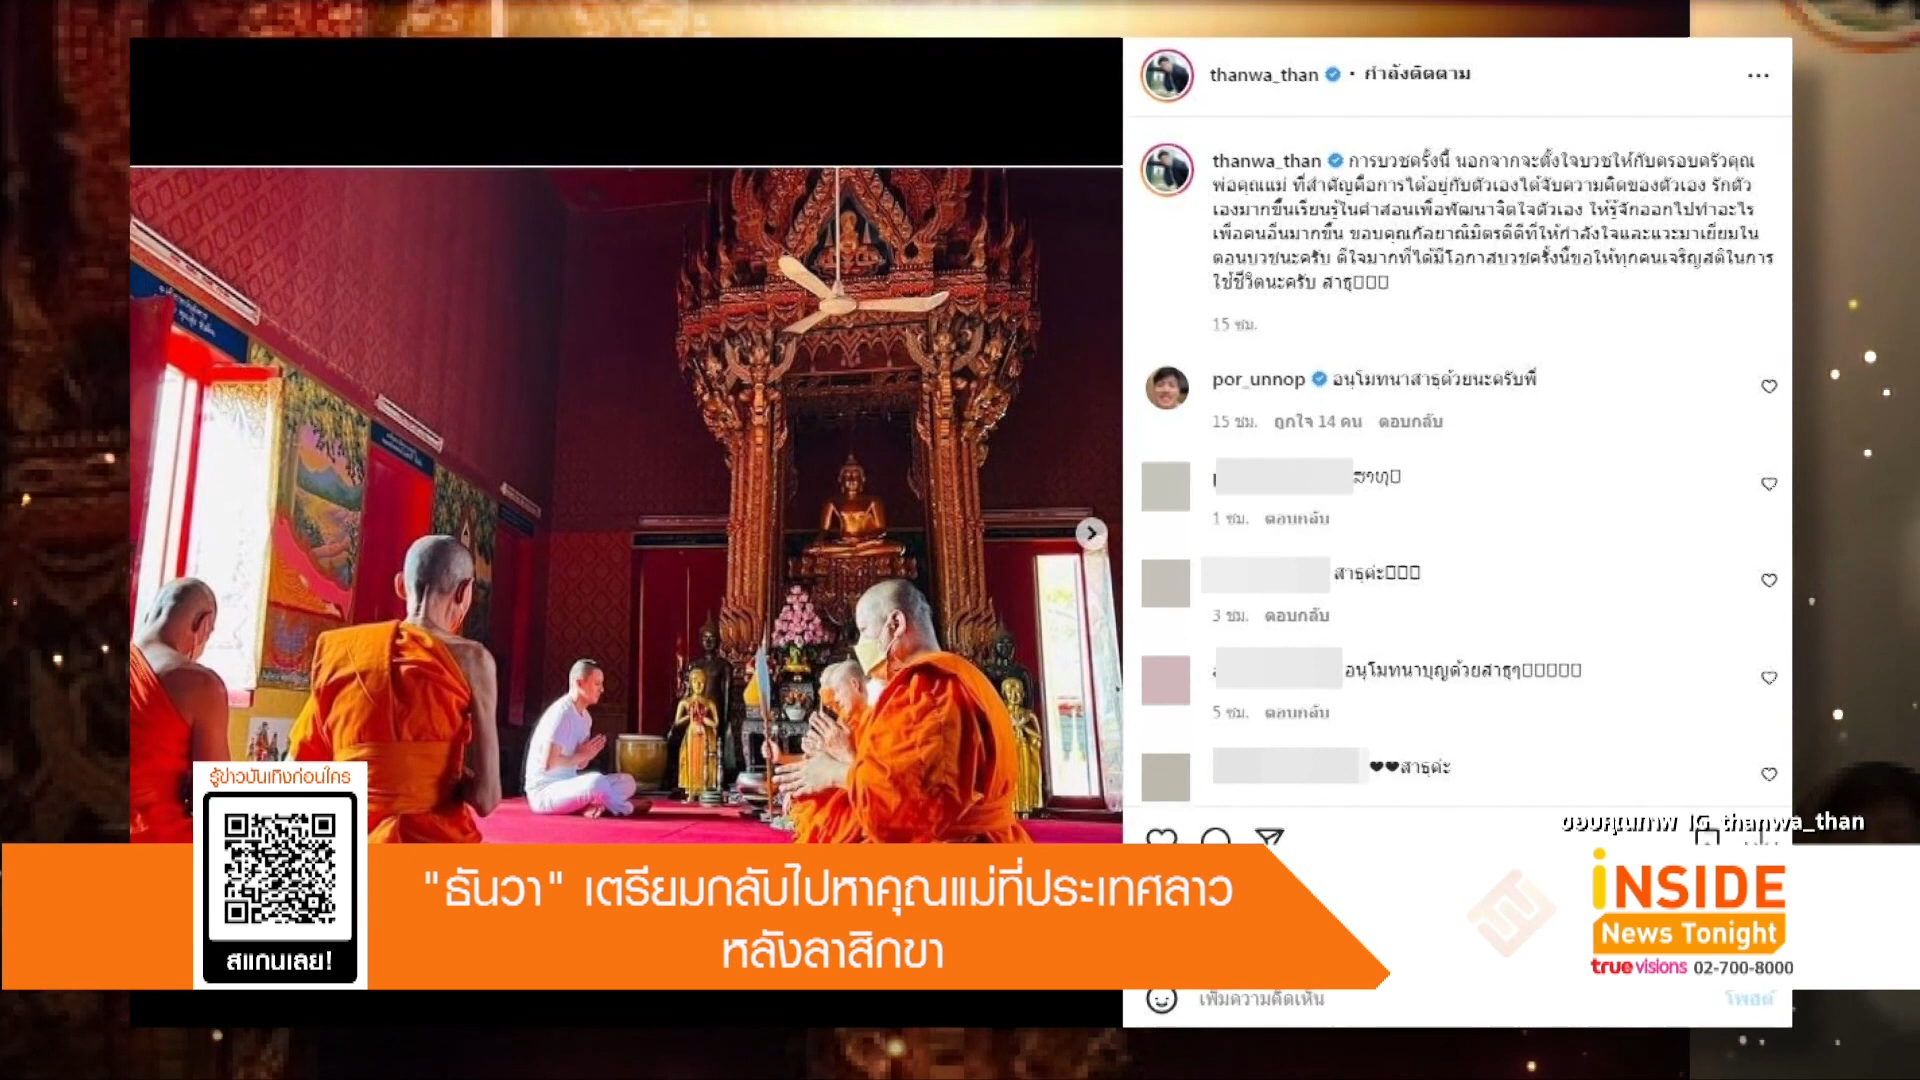 thanwa_than • กำลังติดตาม
thanwa_than การบวชครั้งนี้ นอกจากจะตั้งใจบวชให้กับครอบครัวคุณ
พ่อคุณแม่ ที่สำคัญคือการได้อยู่กับตัวเองได้จับความคิดของตัวเอง รักตัว
เองมากขึ้นเรียนรู้ในคำสอนเพื่อพัฒนาจิตใจตัวเอง ให้รู้จักออกไปทำอะไร
เพื่อคนอื่นมากขึ้น ขอบคุณกัลยาณมิตรดีดีที่ให้กำลังใจและแวะมาเยี่ยมใน
ตอนบวชนะครับ ดีใจมากที่ได้มีโอกาสบวชครั้งนี้ขอให้ทุกคนเจริญสติในการ
ใช้ชีวิตนะครับ สาธุ
15 ชม.
por_unnop อนุโมทนาสาธุด้วยนะครับพี่
15 ชม. ถูกใจ 14 คน ตอบกลับ
ສາທຸ
1 ชม. ตอบกลับ
สาธุค่ะ
3 ชม. ตอบกลับ
อนุโมทนาบุญด้วยสาธุๆ
5 ชม. ตอบกลับ
❤❤สาธุค่ะ
ขอบคุณภาพ IG thanwa_than
รู้ข่าวบันเทิงก่อนใคร
สแกนเลย!
"ธันวา" เตรียมกลับไปหาคุณแม่ที่ประเทศลาว
หลังลาสิกขา
iNSIDE
News Tonight
truevisions 02-700-8000
เพิ่มความคิดเห็น
โพสต์